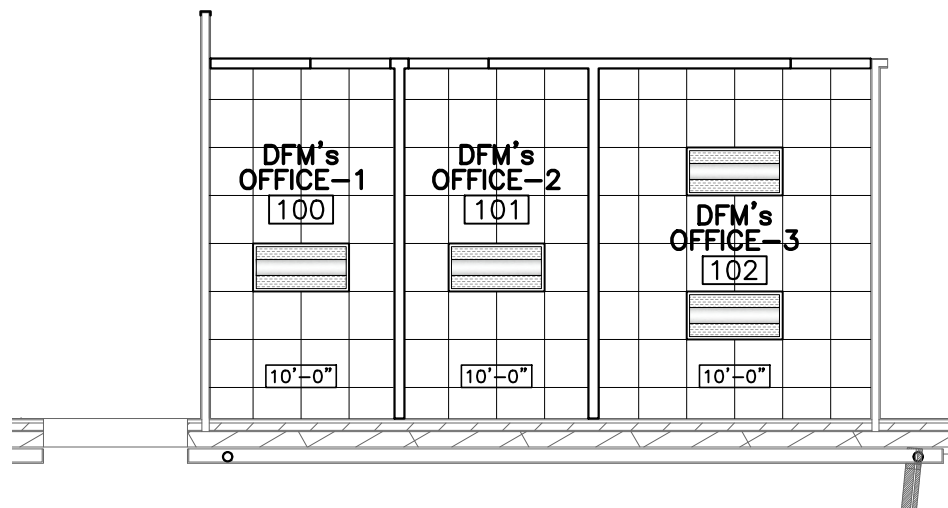 DFM's
OFFICE-1
100
10'-0"
DFM's
OFFICE-2
101
10'-0"
DFM's
OFFICE-3
102
10'-0"